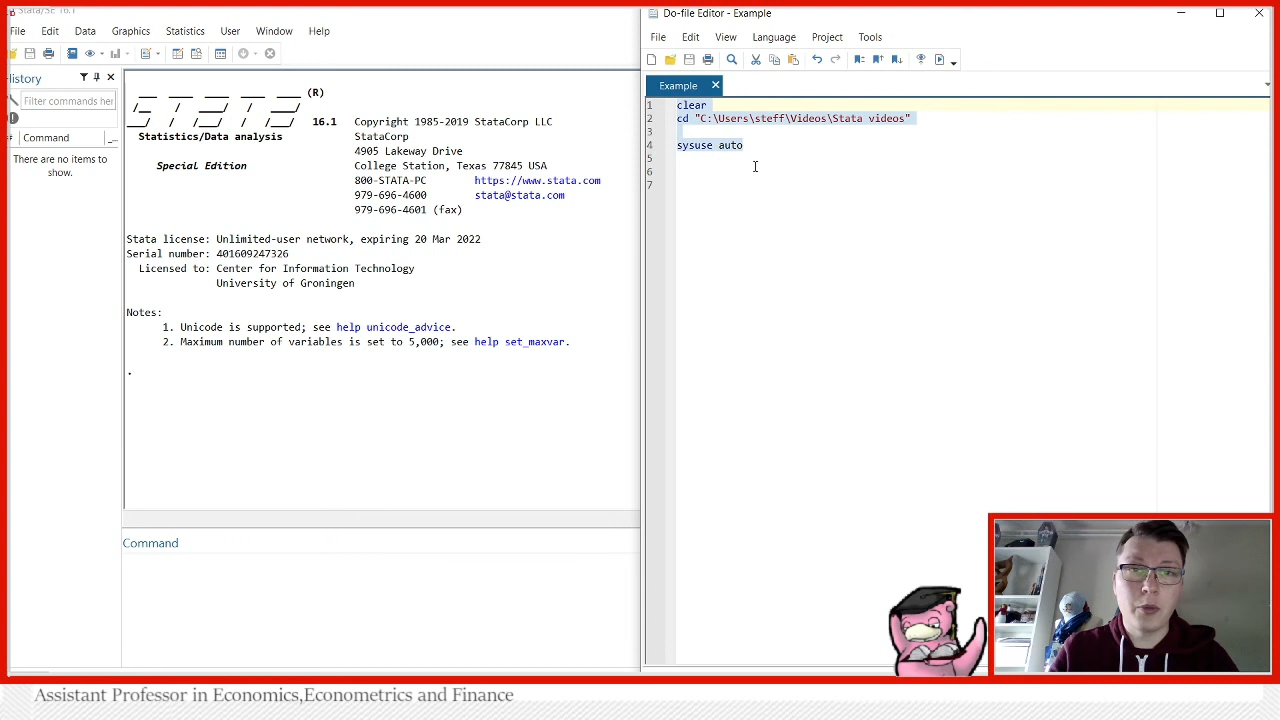 Stata/SE 16.1
File Edit Data Graphics Statistics User Window Help
History
Filter commands her
Command
There are no items to
show.
(R)
16.1 Copyright 1985-2019 StataCorp LLC
Statistics/Data analysis StataCorp
4905 Lakeway Drive
Special Edition College Station, Texas 77845 USA
800-STATA-PC https://www.stata.com
979-696-4600 stata@stata.com
979-696-4601 (fax)
Stata license: Unlimited-user network, expiring 20 Mar 2022
Serial number: 401609247326
Licensed to: Center for Information Technology
University of Groningen
Notes:
1. Unicode is supported; see help unicode_advice.
2. Maximum number of variables is set to 5,000; see help set_maxvar.
.
Command
Do-file Editor - Example
File Edit View Language Project Tools
Example
1 clear
2 cd "C:\Users\steff\Videos\Stata videos"
3
4 sysuse auto
5
6
7
Assistant Professor in Economics,Econometrics and Finance